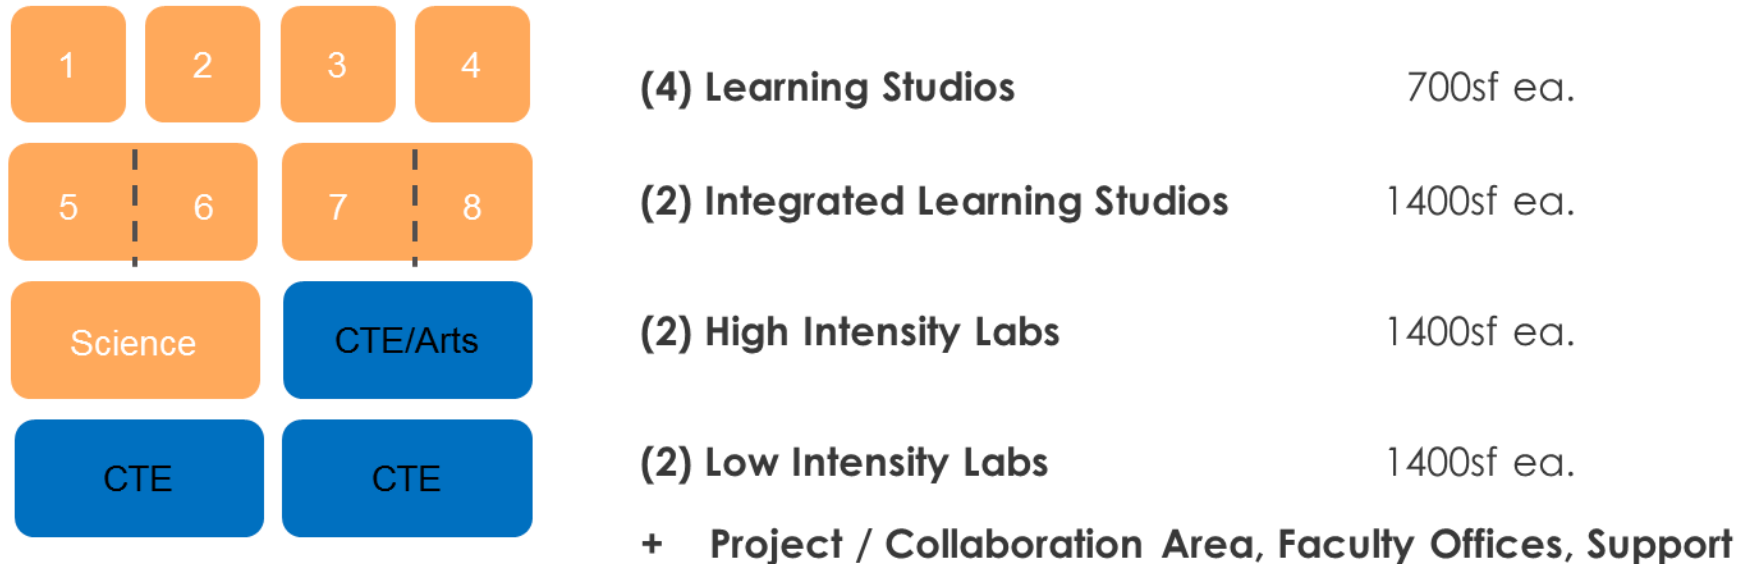 1 2 3 4
(4) Learning Studios 700sf ea.
5 6 7 8
(2) Integrated Learning Studios 1400sf ea.
Science CTE/Arts
(2) High Intensity Labs 1400sf ea.
CTE CTE
(2) Low Intensity Labs 1400sf ea.
+ Project / Collaboration Area, Faculty Offices, Support